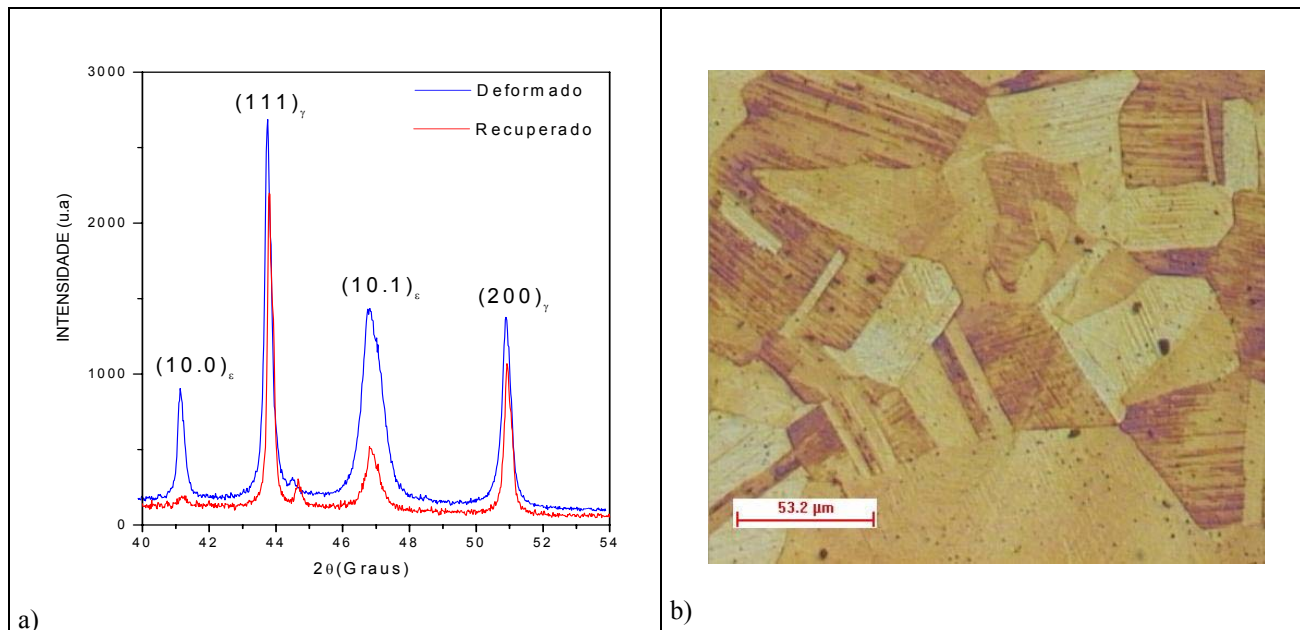 3000
2000
1000
0
INTENSIDADE (u.a)
(10.0)ε
(111)γ
(10.1)ε
(200)γ
Deformado
Recuperado
40 42 44 46 48 50 52 54
2θ(Graus)
a)
53.2 µm
b)